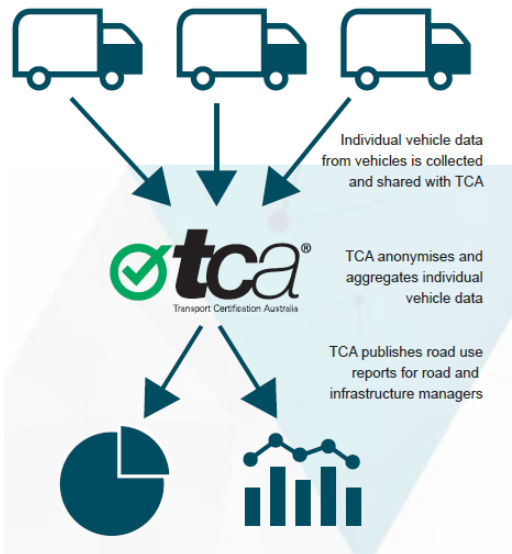 Individual vehicle data
from vehicles is collected
and shared with TCA
tca®
Transport Certification Australia
TCA anonymises and
aggregates individual
vehicle data
TCA publishes road use
reports for road and
infrastructure managers